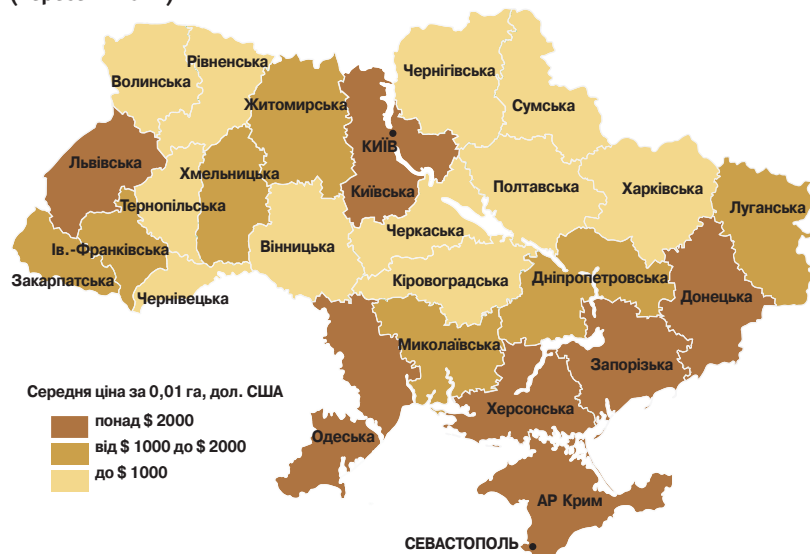 Рівненська
Волинська
Чернігівська
Житомирська
Сумська
КИЇВ
Львівська
Хмельницька
Київська
Полтавська
Харківська
Тернопільська
Луганська
Черкаська
Вінницька
Ів.-Франківська
Закарпатська
Кіровоградська
Дніпропетровська
Чернівецька
Донецька
Миколаївська
Запорізька
Середня ціна за 0,01 га, дол. США
понад $ 2000
від $ 1000 до $ 2000
до $ 1000
Херсонська
Одеська
АР Крим
СЕВАСТОПОЛЬ